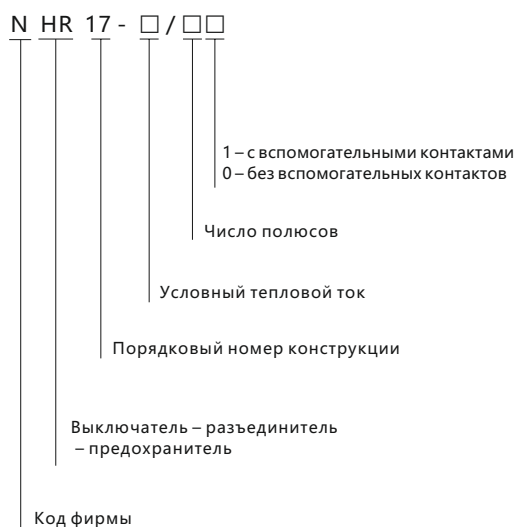 N HR 17 - □ / □□
1 – с вспомогательными контактами
0 – без вспомогательных контактов
Число полюсов
Условный тепловой ток
Порядковый номер конструкции
Выключатель – разъединитель
– предохранитель
Код фирмы